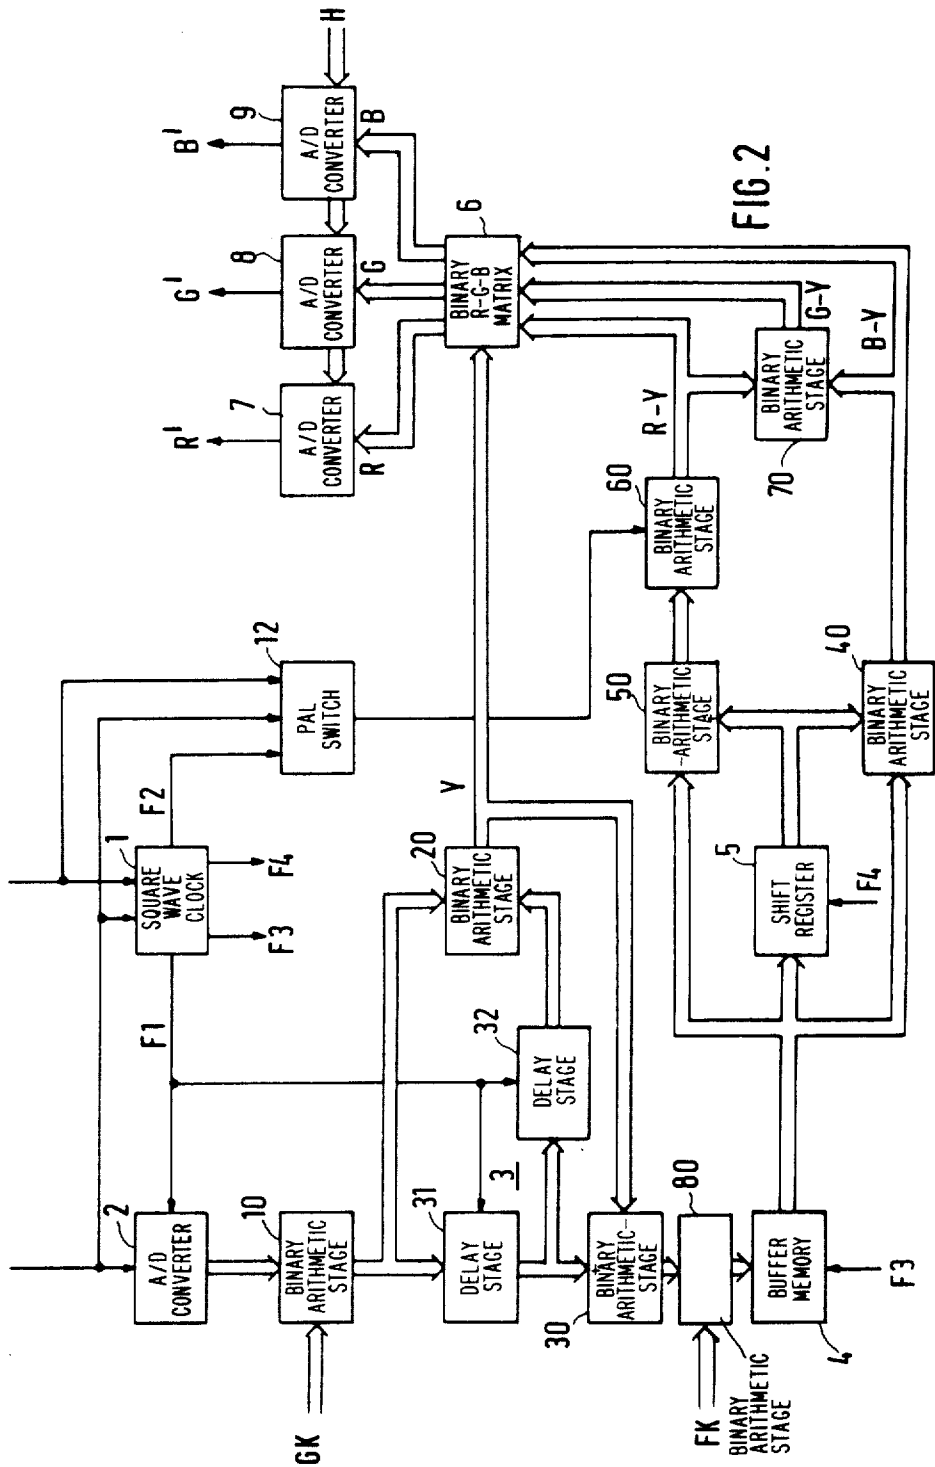 H
B'
9
A/D
CONVERTER
B
G'
8
A/D
CONVERTER
G
R'
7
A/D
CONVERTER
R
6
BINARY
R-G-B
MATRIX
FIG.2
12
PAL
SWITCH
F2
1
SQUARE
WAVE
CLOCK
F4
F3
F1
2
A/D
CONVERTER
10
BINARY
ARITHMETIC
STAGE
GK
Y
20
BINARY
ARITHMETIC
STAGE
32
DELAY
STAGE
3
31
DELAY
STAGE
30
BINARY
ARITHMETIC
STAGE
80
FK
BINARY
ARITHMETIC
STAGE
BUFFER
MEMORY
4
F3
5
SHIFT
REGISTER
F4
50
BINARY
ARITHMETIC
STAGE
40
BINARY
ARITHMETIC
STAGE
60
BINARY
ARITHMETIC
STAGE
R-Y
70
BINARY
ARITHMETIC
STAGE
G-Y
B-Y